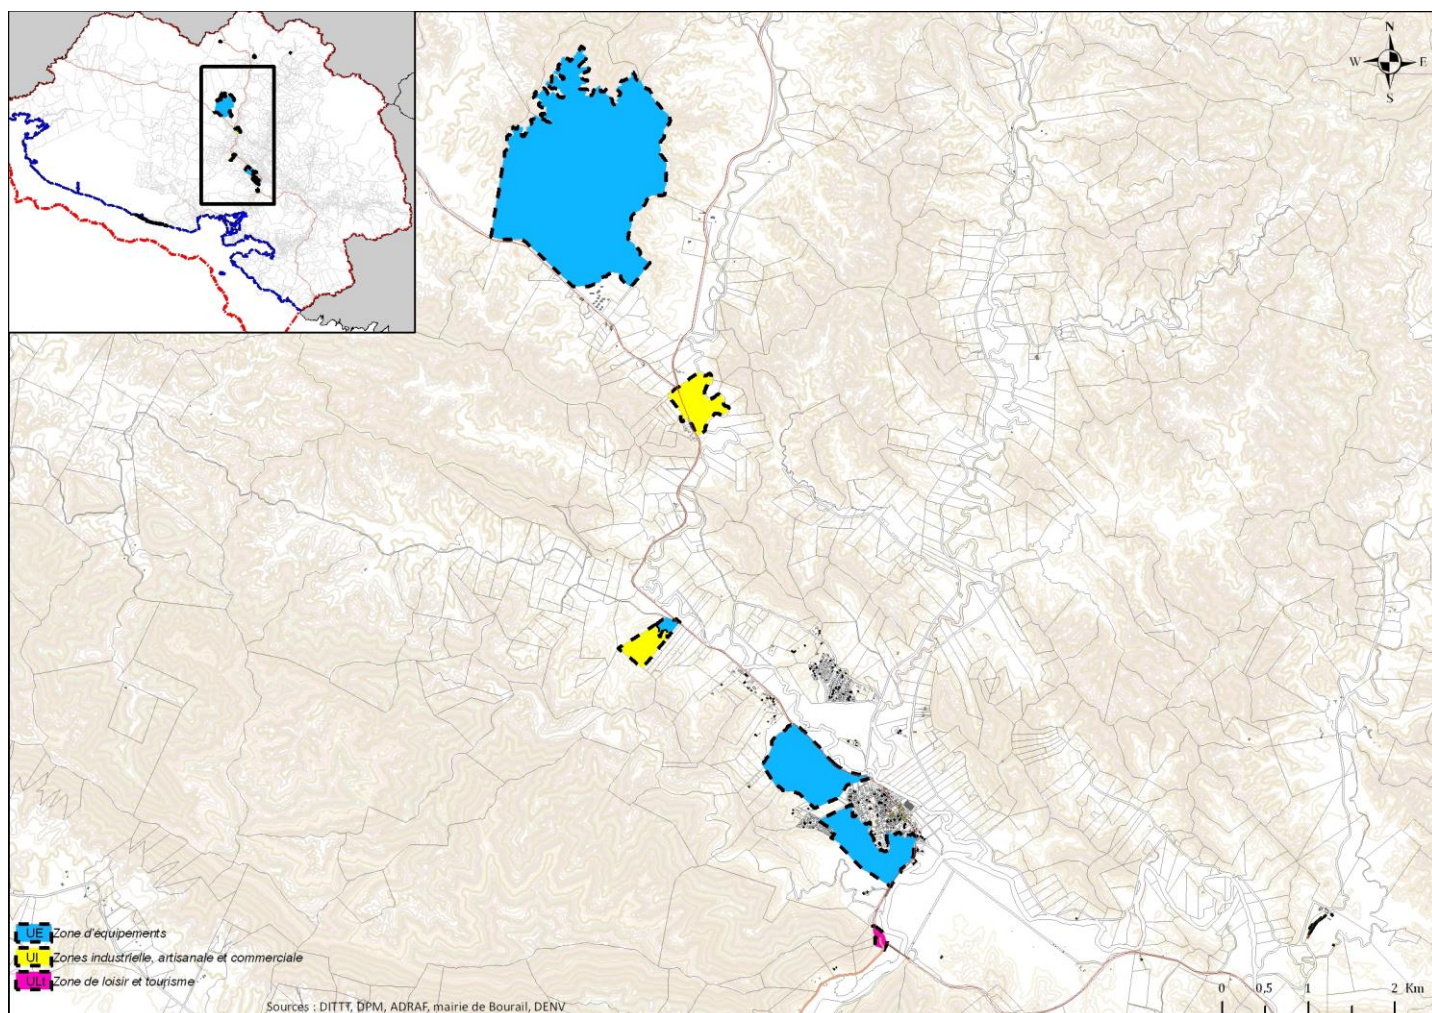 N
W E
S
UE Zone d'équipements
UI Zones industrielle, artisanale et commerciale
ULt Zone de loisir et tourisme
Sources : DITTT, DPM, ADRAF, mairie de Bourail, DENV
0 0,5 1 2 Km